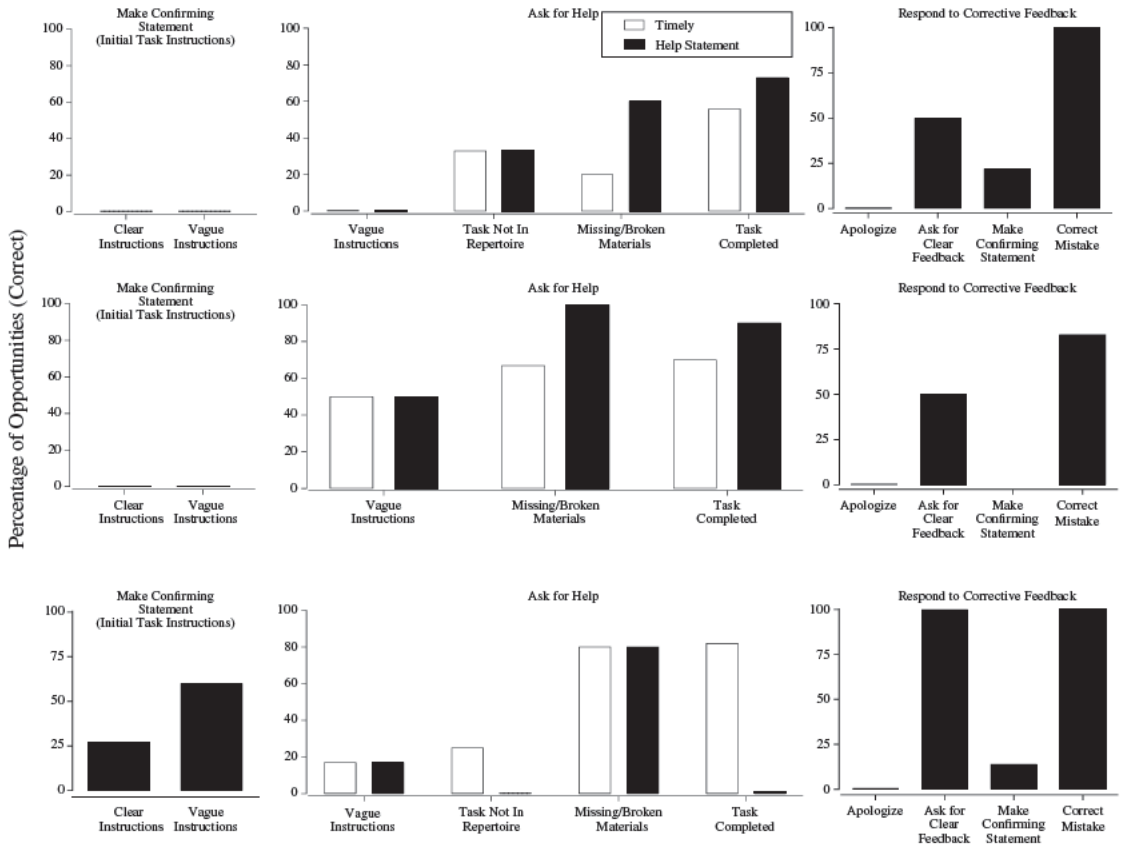 Percentage of Opportunities (Correct)
Make Confirming
Statement
(Initial Task Instructions)
100
80
60
40
20
0
Clear
Instructions
Vague
Instructions
Ask for Help
Timely
Help Statement
100
80
60
40
20
0
Vague
Instructions
Task Not In
Repertoire
Missing/Broken
Materials
Task
Completed
Respond to Corrective Feedback
100
75
50
25
0
Apologize
Ask for
Clear
Feedback
Make
Confirming
Statement
Correct
Mistake
Make Confirming
Statement
(Initial Task Instructions)
100
80
60
40
20
0
Clear
Instructions
Vague
Instructions
Ask for Help
100
80
60
40
20
0
Vague
Instructions
Missing/Broken
Materials
Task
Completed
Respond to Corrective Feedback
100
75
50
25
0
Apologize
Ask for
Clear
Feedback
Make
Confirming
Statement
Correct
Mistake
Make Confirming
Statement
(Initial Task Instructions)
100
75
50
25
0
Clear
Instructions
Vague
Instructions
Ask for Help
100
80
60
40
20
0
Vague
Instructions
Task Not In
Repertoire
Missing/Broken
Materials
Task
Completed
Respond to Corrective Feedback
100
75
50
25
0
Apologize
Ask for
Clear
Feedback
Make
Confirming
Statement
Correct
Mistake